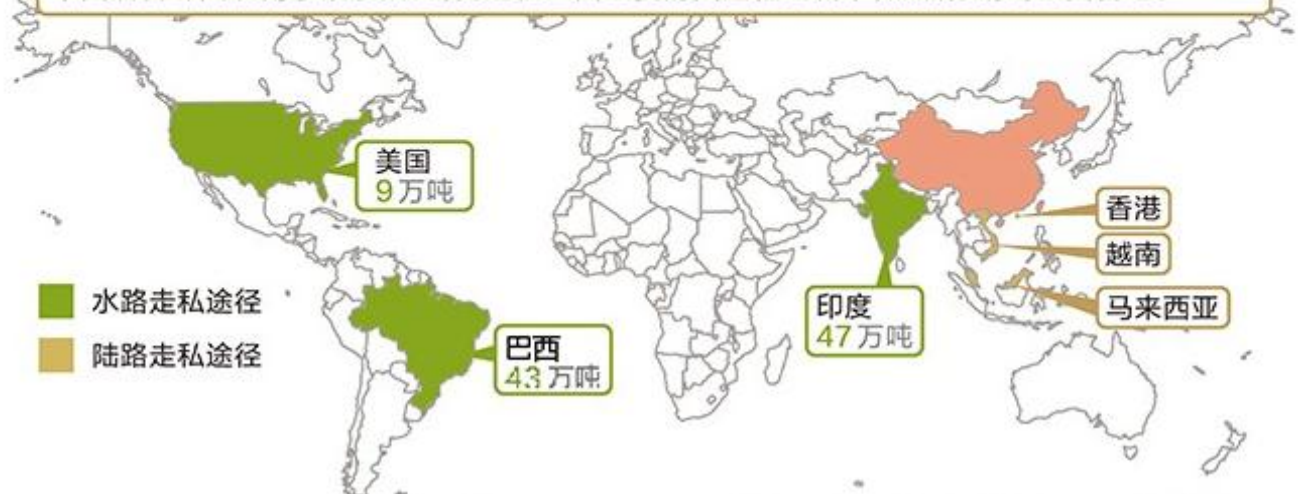 美国
9万吨
香港
越南
水路走私途径
印度
47万吨
马来西亚
巴西
43万吨
陆路走私途径